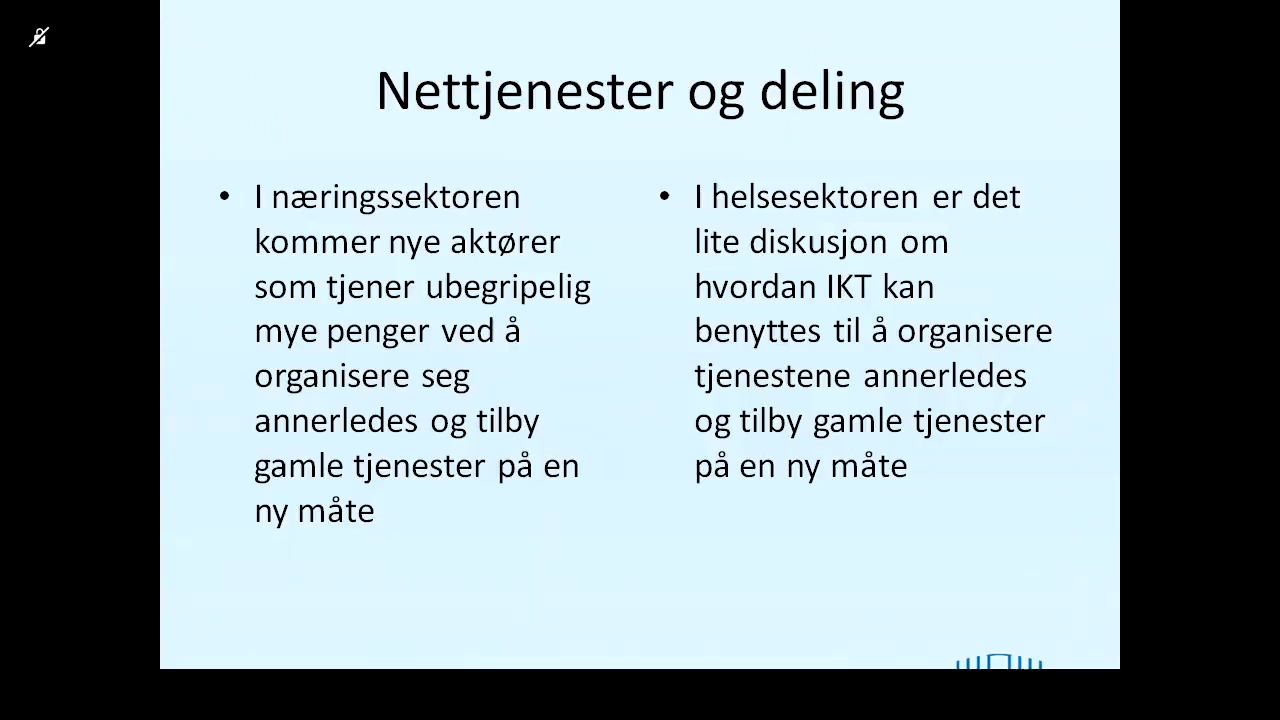 Nettjenester og deling
• I næringssektoren
kommer nye aktører
som tjener ubegripelig
mye penger ved å
organisere seg
annerledes og tilby
gamle tjenester på en
ny måte
• I helsesektoren er det
lite diskusjon om
hvordan IKT kan
benyttes til å organisere
tjenestene annerledes
og tilby gamle tjenester
på en ny måte